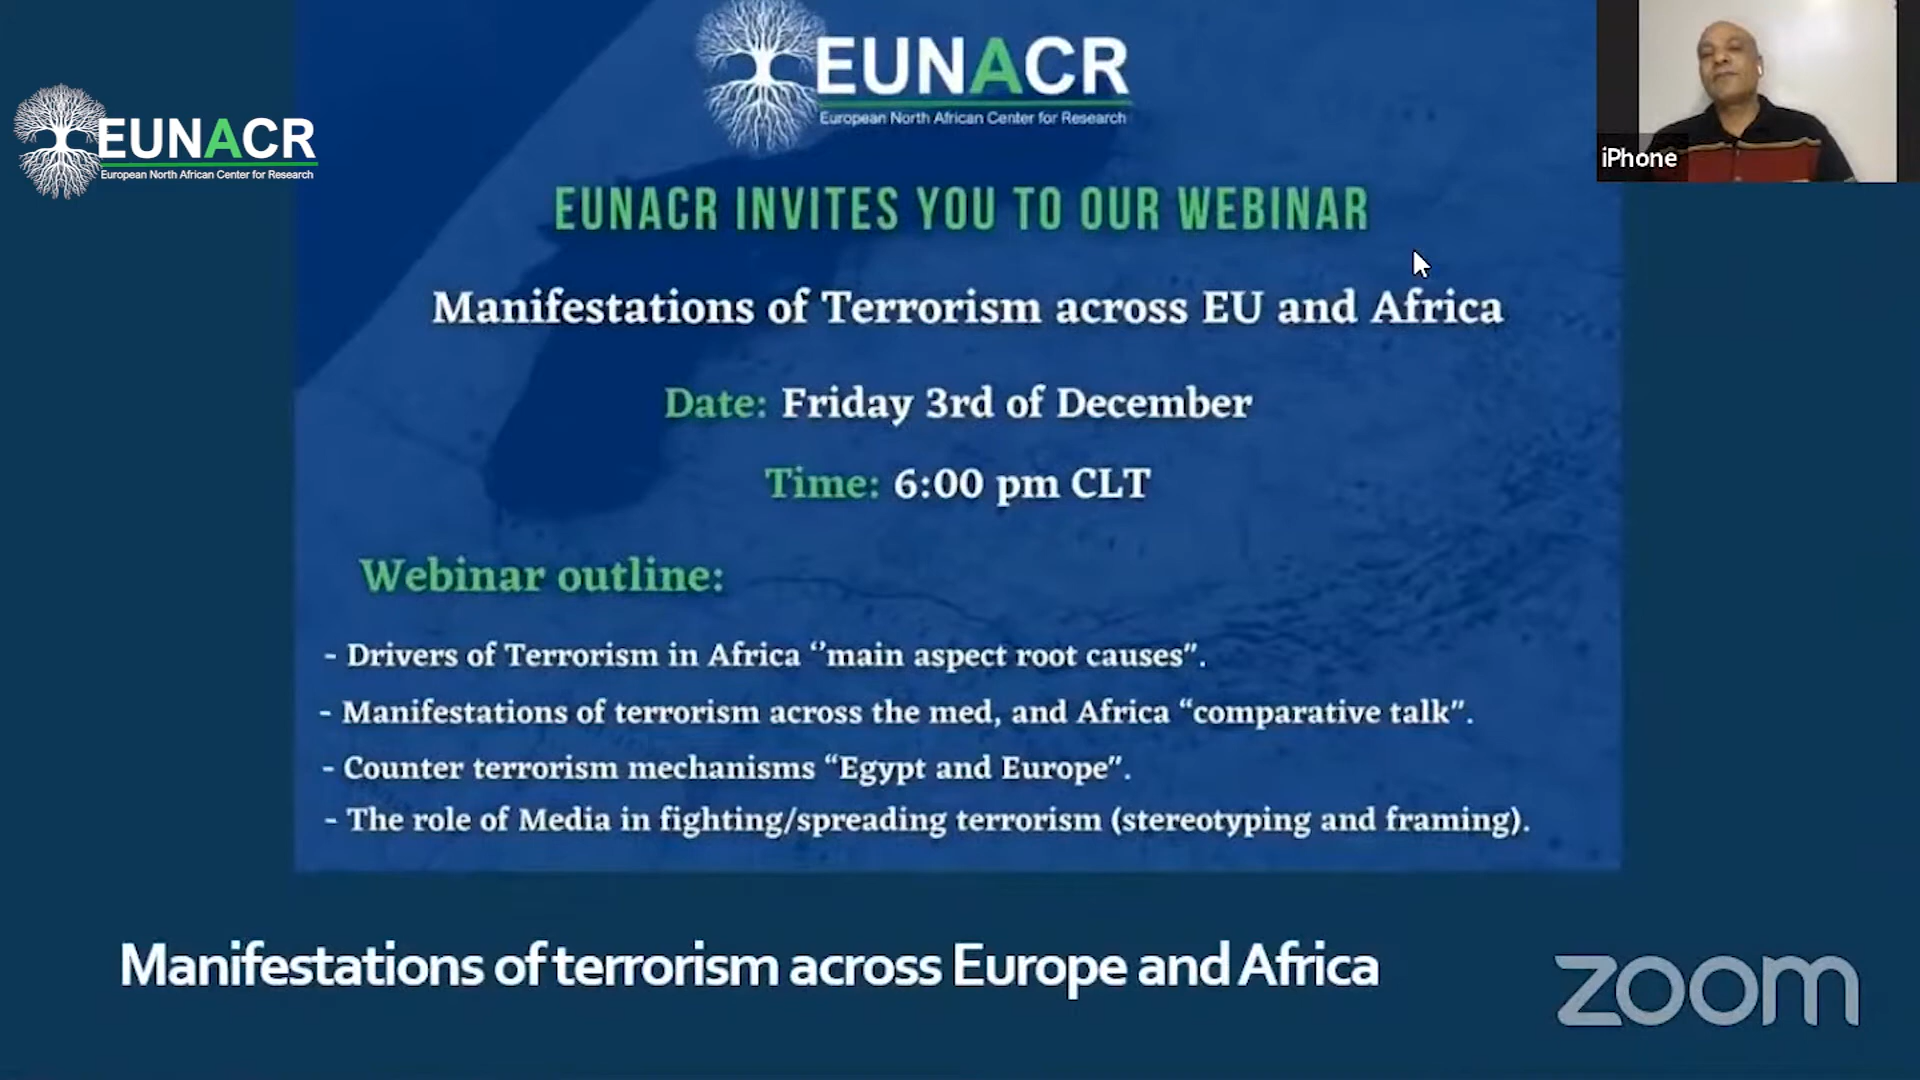 EUNACR
European North African Center for Research
EUNACR
European North African Center for Research
iPhone
EUNACR INVITES YOU TO OUR WEBINAR
Manifestations of Terrorism across EU and Africa
Date: Friday 3rd of December
Time: 6:00 pm CLT
Webinar outline:
- Drivers of Terrorism in Africa ‘’main aspect root causes”.
- Manifestations of terrorism across the med, and Africa “comparative talk”.
- Counter terrorism mechanisms “Egypt and Europe”.
- The role of Media in fighting/spreading terrorism (stereotyping and framing).
Manifestations of terrorism across Europe and Africa
zoom